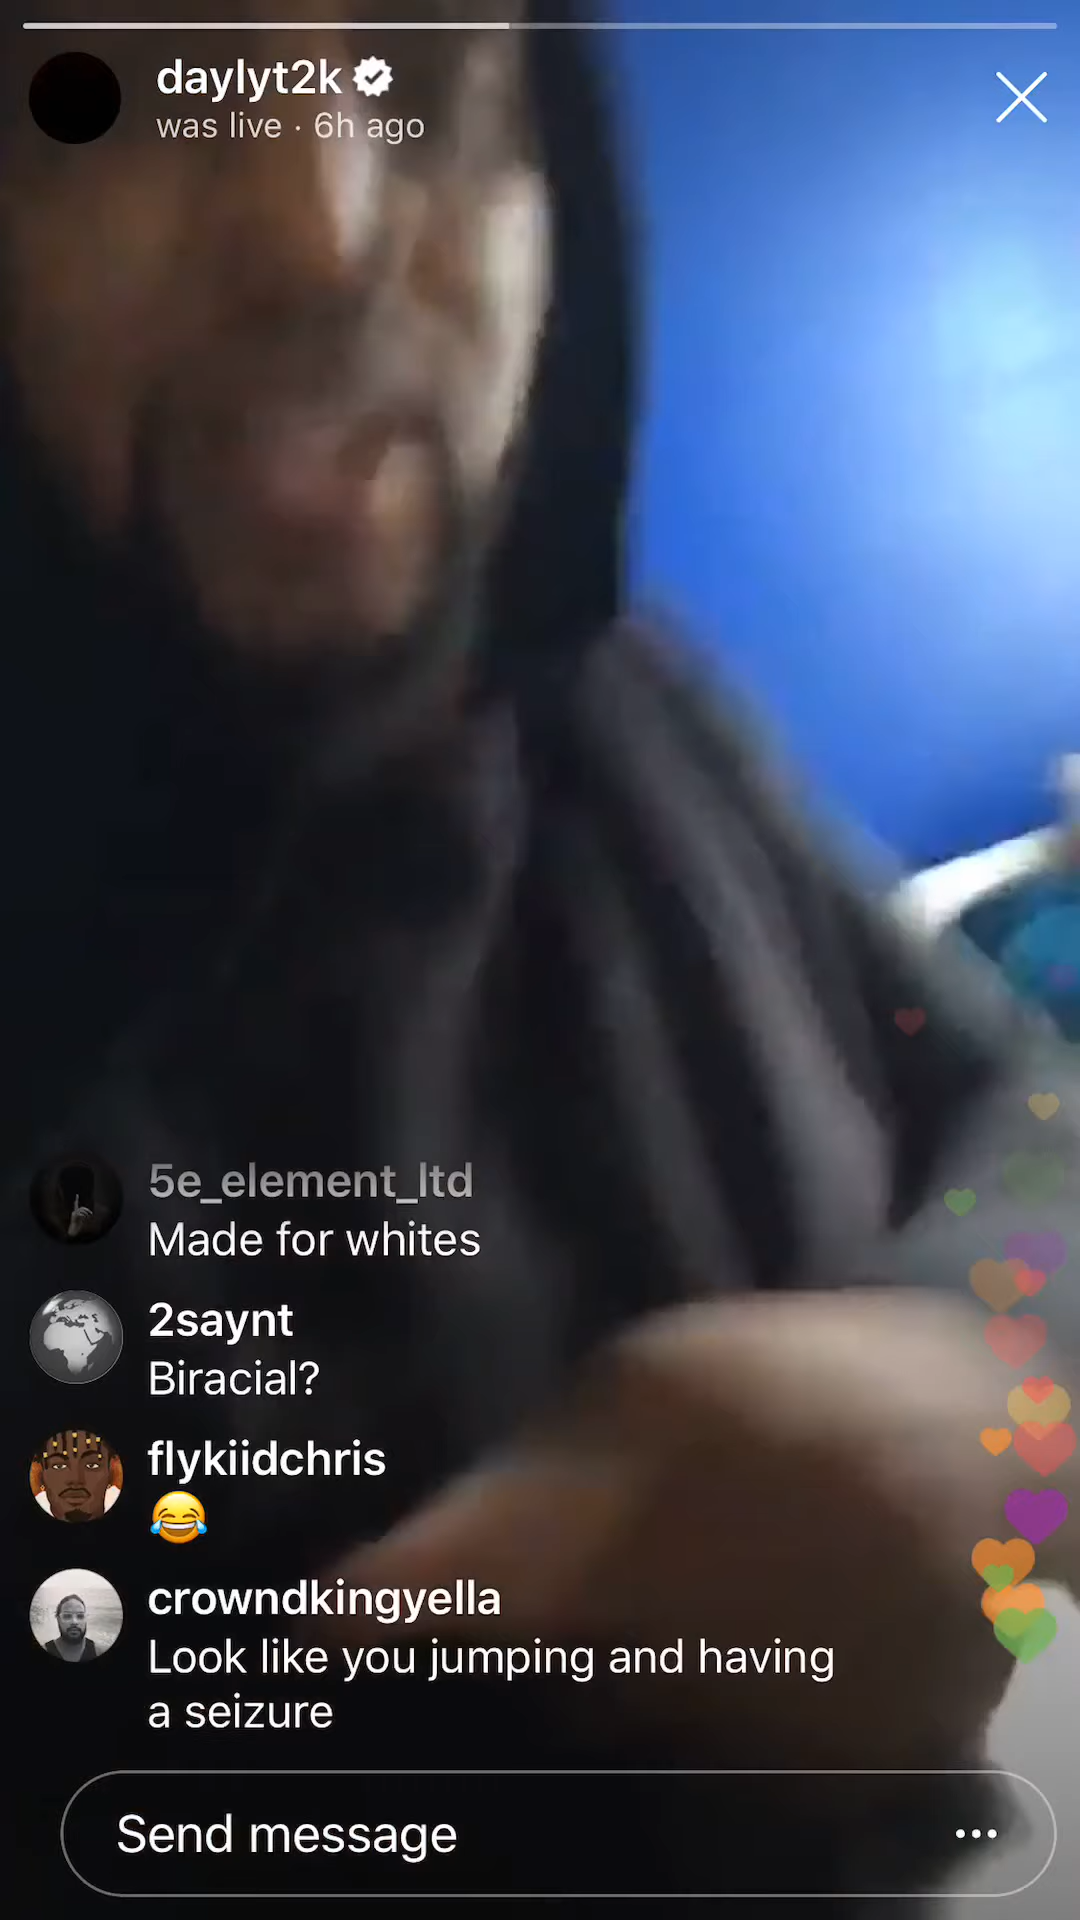 daylyt2k
was live · 6h ago
5e_element_ltd
Made for whites
2saynt
Biracial?
flykiidchris
😂
crowndkingyella
Look like you jumping and having
a seizure
Send message